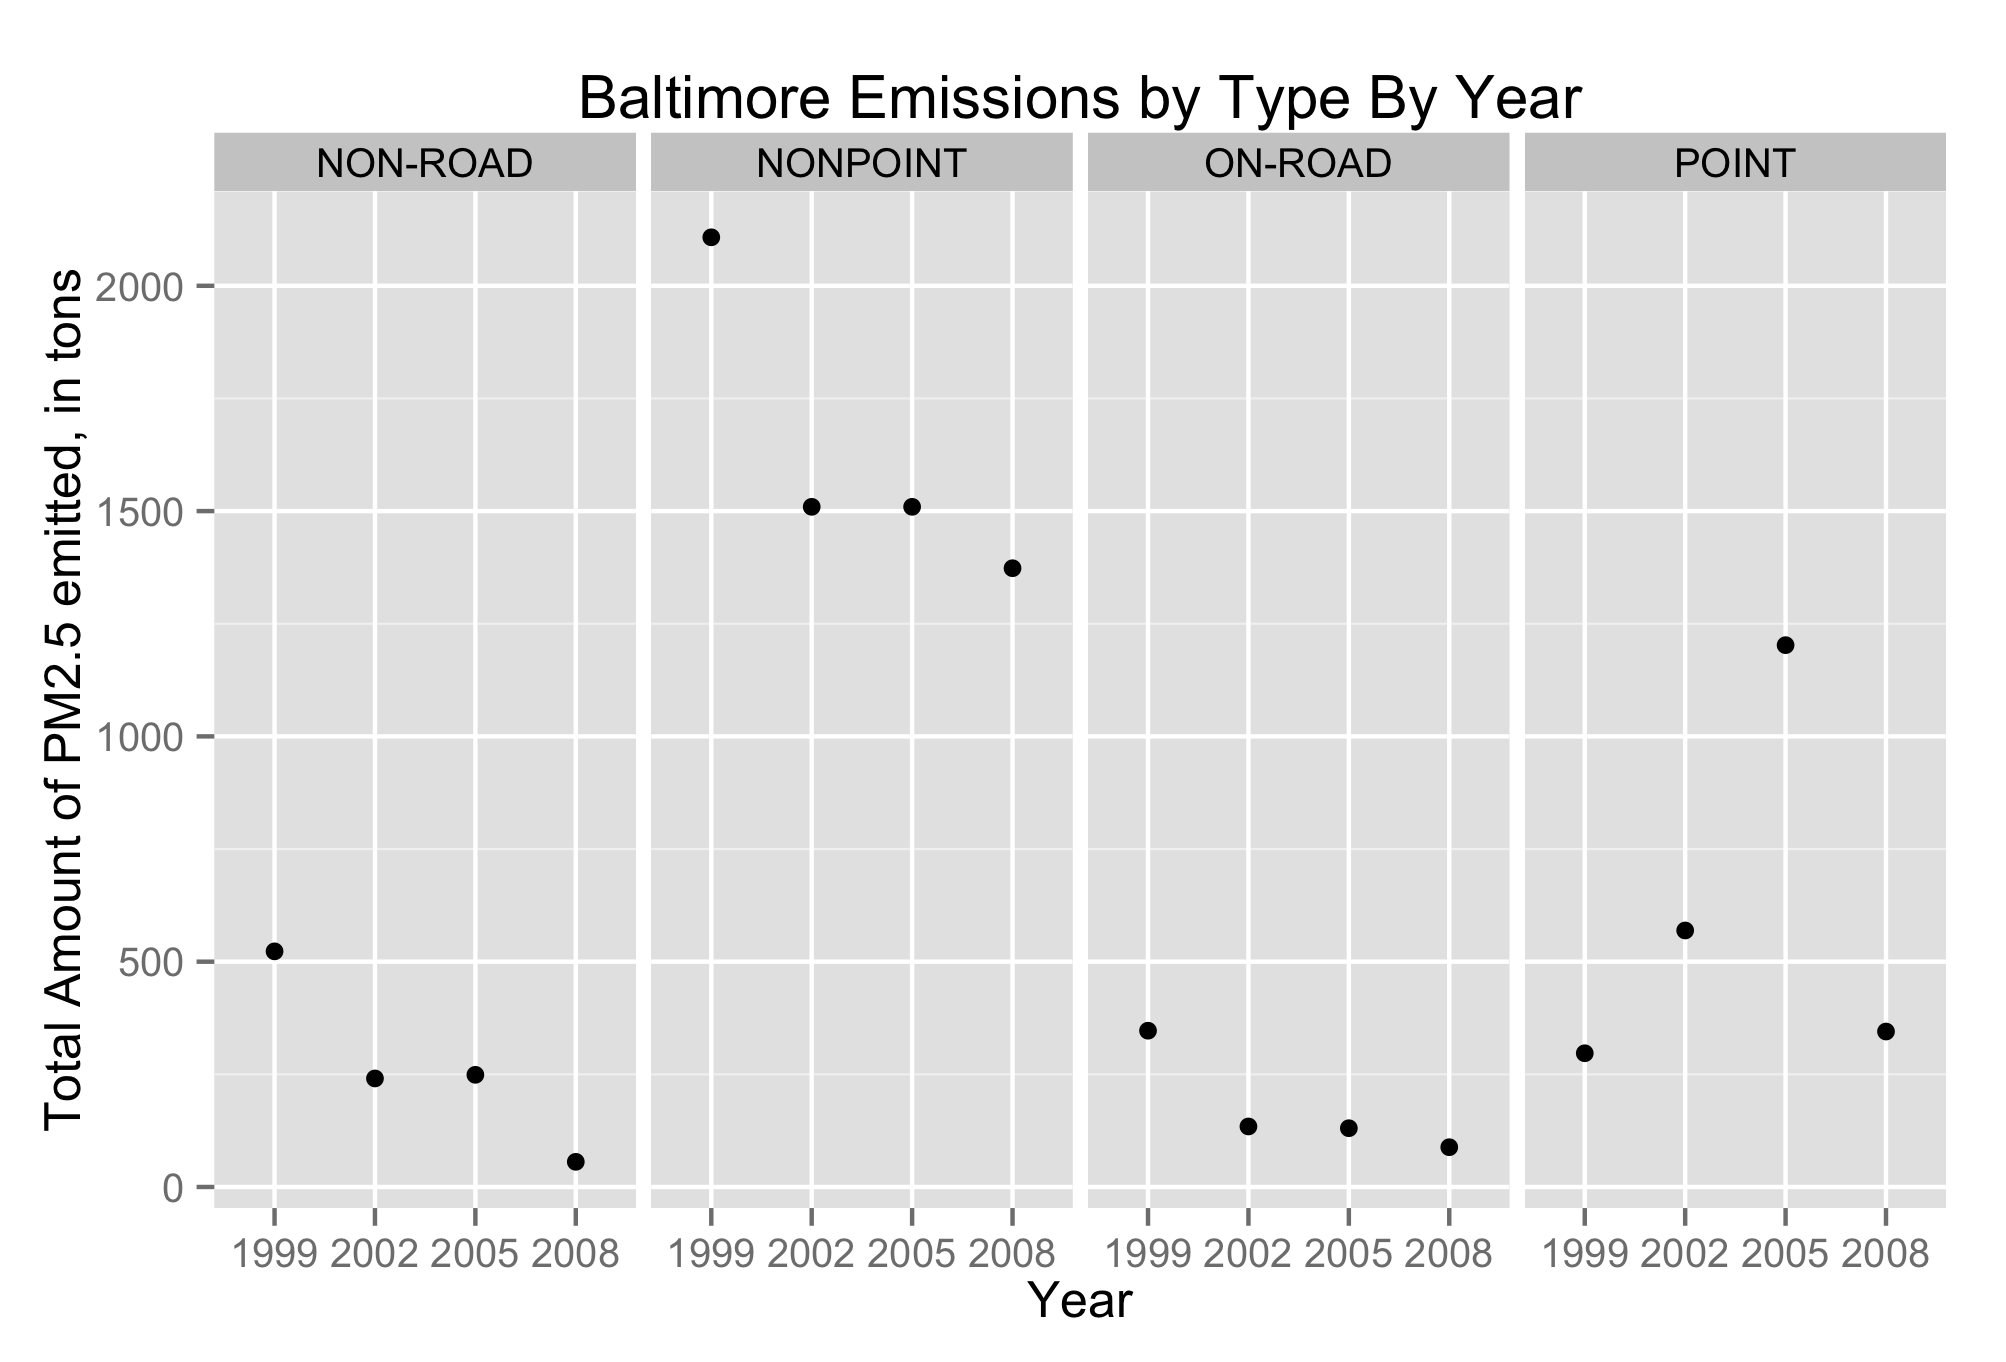 Baltimore Emissions by Type By Year
NON-ROAD NONPOINT ON-ROAD POINT
Total Amount of PM2.5 emitted, in tons
2000
1500
1000
500
0
1999 2002 2005 2008 1999 2002 2005 2008 1999 2002 2005 2008 1999 2002 2005 2008
Year